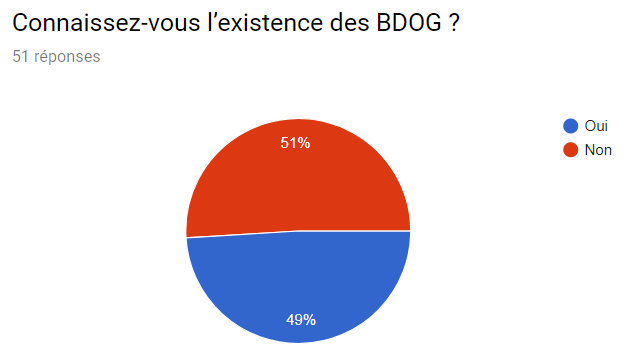 Connaissez-vous l’existence des BDOG ?
51 réponses
Oui
Non
51%
49%